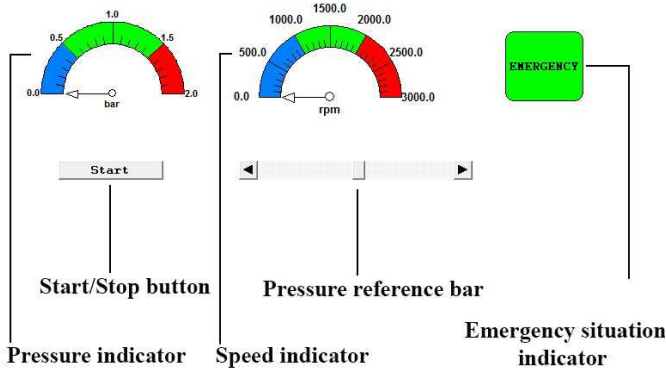 1.0
0.5
1.5
0.0
2.0
bar
1500.0
1000.0
2000.0
500.0
2500.0
0.0
3000.0
rpm
EMERGENCY
Start
Start/Stop button
Pressure reference bar
Pressure indicator
Speed indicator
Emergency situation
indicator